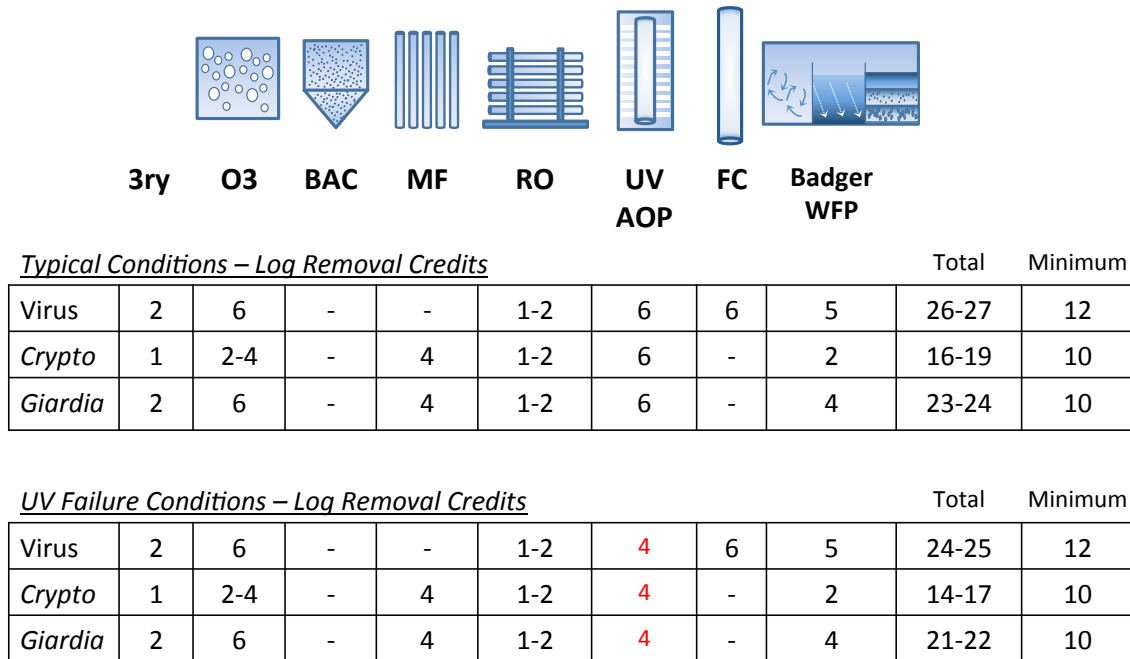 3ry O3 BAC MF RO UV FC Badger
AOP WFP
Typical Conditions – Log Removal Credits Total Minimum
Virus 2 6 - - 1-2 6 6 5 26-27 12
Crypto 1 2-4 - 4 1-2 6 - 2 16-19 10
Giardia 2 6 - 4 1-2 6 - 4 23-24 10
UV Failure Conditions – Log Removal Credits Total Minimum
Virus 2 6 - - 1-2 4 6 5 24-25 12
Crypto 1 2-4 - 4 1-2 4 - 2 14-17 10
Giardia 2 6 - 4 1-2 4 - 4 21-22 10